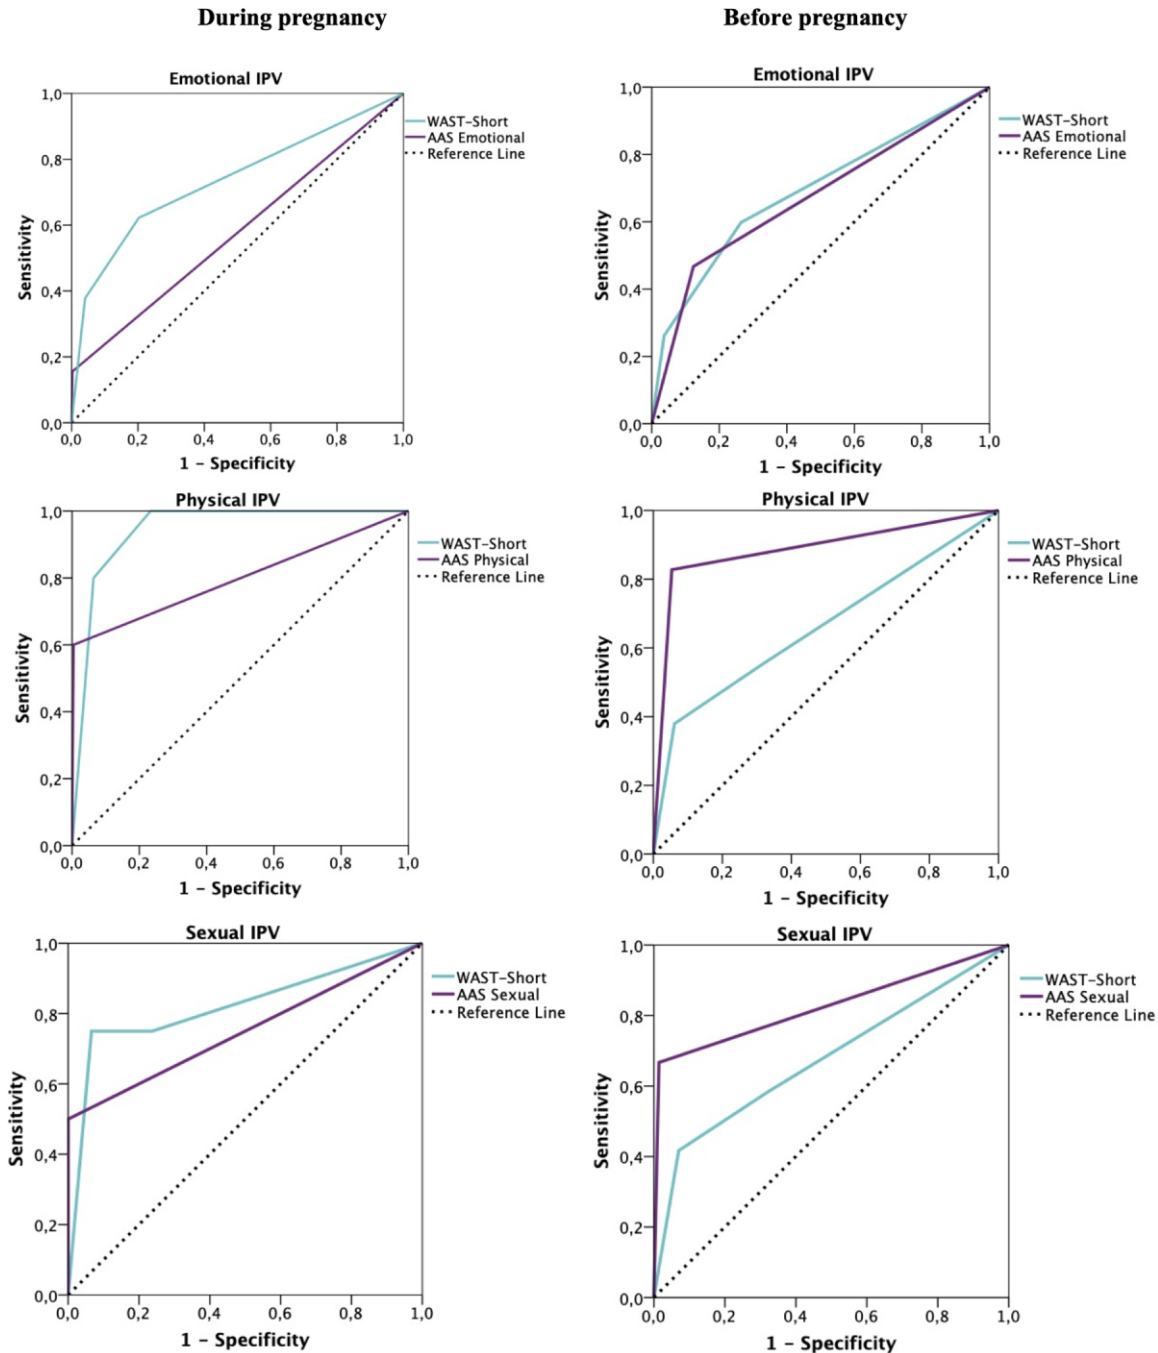 During pregnancy
Before pregnancy
Emotional IPV
1,0
0,8
0,6
0,4
0,2
0,0
Sensitivity
0,0 0,2 0,4 0,6 0,8 1,0
1 – Specificity
WAST–Short
AAS Emotional
Reference Line
Emotional IPV
1,0
0,8
0,6
0,4
0,2
0,0
Sensitivity
0,0 0,2 0,4 0,6 0,8 1,0
1 – Specificity
WAST–Short
AAS Emotional
Reference Line
Physical IPV
1,0
0,8
0,6
0,4
0,2
0,0
Sensitivity
0,0 0,2 0,4 0,6 0,8 1,0
1 – Specificity
WAST–Short
AAS Physical
Reference Line
Physical IPV
1,0
0,8
0,6
0,4
0,2
0,0
Sensitivity
0,0 0,2 0,4 0,6 0,8 1,0
1 – Specificity
WAST–Short
AAS Physical
Reference Line
Sexual IPV
1,0
0,8
0,6
0,4
0,2
0,0
Sensitivity
0,0 0,2 0,4 0,6 0,8 1,0
1 – Specificity
WAST–Short
AAS Sexual
Reference Line
Sexual IPV
1,0
0,8
0,6
0,4
0,2
0,0
Sensitivity
0,0 0,2 0,4 0,6 0,8 1,0
1 – Specificity
WAST–Short
AAS Sexual
Reference Line